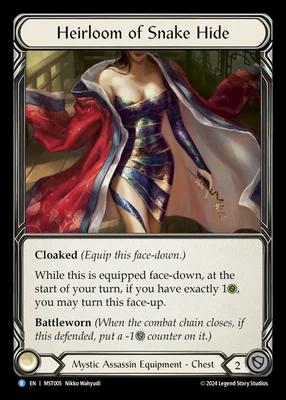 Heirloom of Snake Hide
Cloaked (Equip this face-down.)
While this is equipped face-down, at the
start of your turn, if you have exactly 1,
you may turn this face-up.
Battleworn (When the combat chain closes, if
this defended, put a -1 counter on it.)
Mystic Assassin Equipment - Chest 2
R EN | MST005 Nikko Wahyudi ©2024 Legend Story Studios